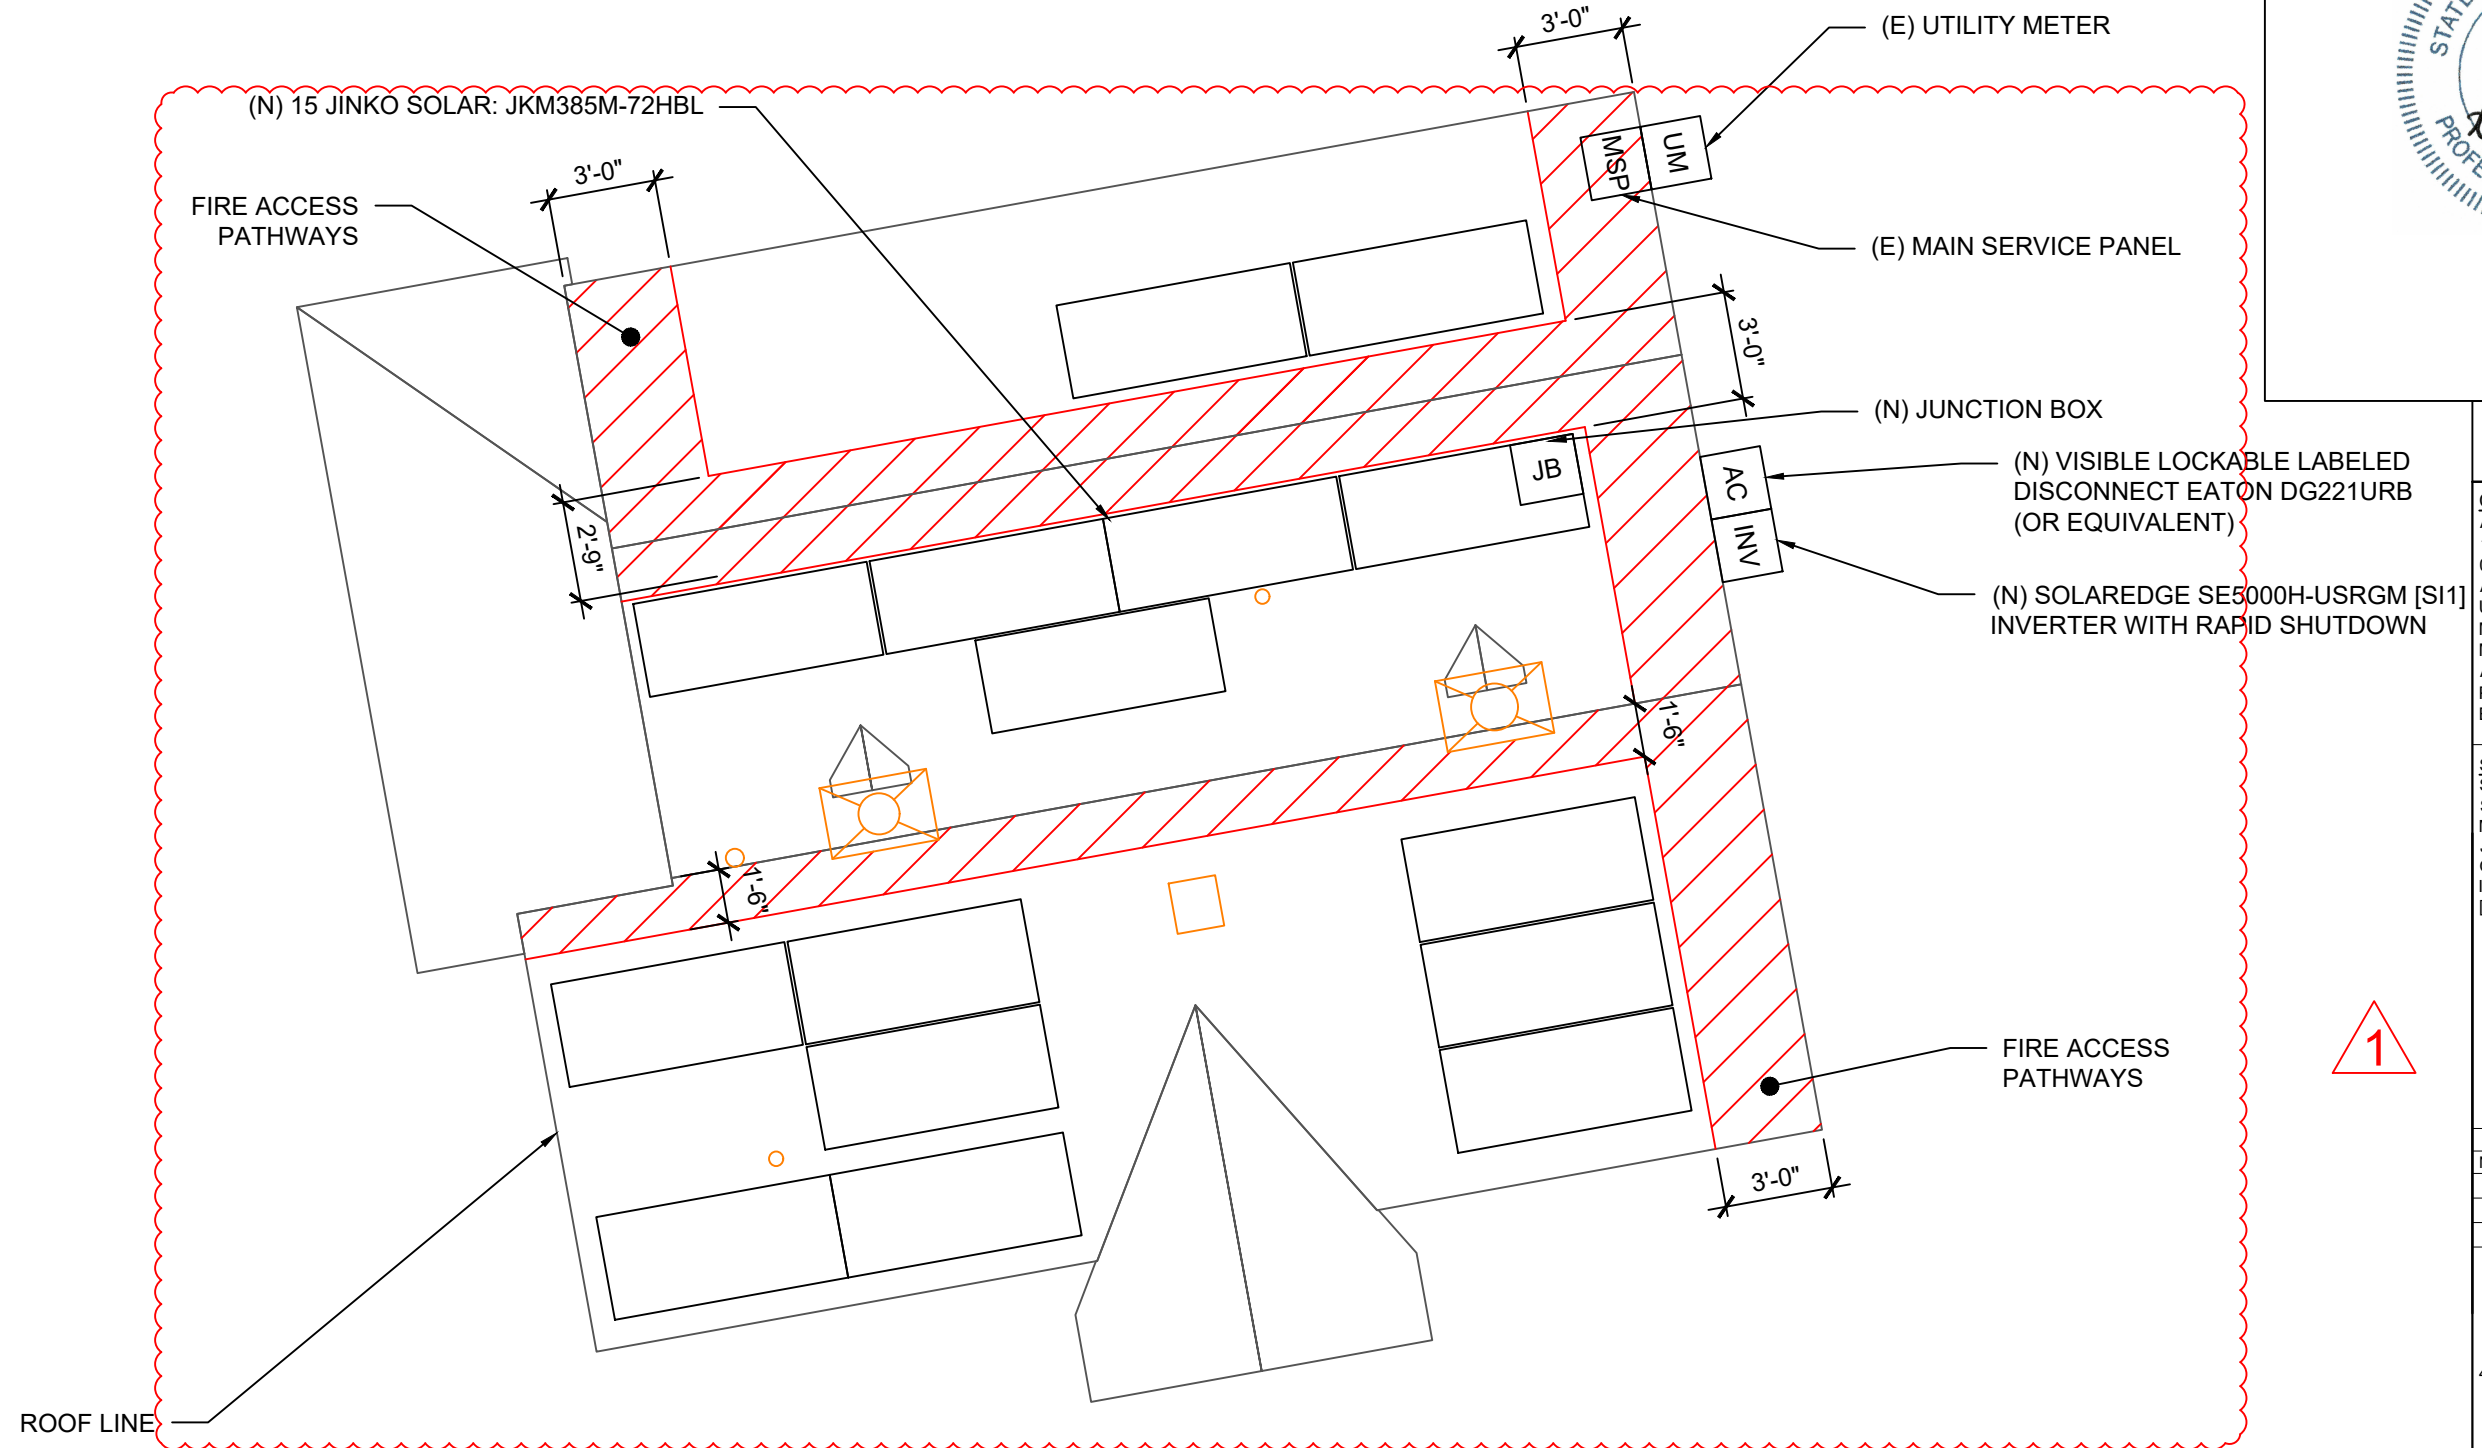 3'-0"
(E) UTILITY METER
(N) 15 JINKO SOLAR: JKM385M-72HBL
3'-0"
FIRE ACCESS
PATHWAYS
MSP
UM
(E) MAIN SERVICE PANEL
3'-0"
(N) JUNCTION BOX
JB
AC
(N) VISIBLE LOCKABLE LABELED
DISCONNECT EATON DG221URB
(OR EQUIVALENT)
2'-9"
INV
(N) SOLAREDGE SE5000H-USRGM [SI1]
INVERTER WITH RAPID SHUTDOWN
1'-6"
1'-6"
FIRE ACCESS
PATHWAYS
1
3'-0"
ROOF LINE